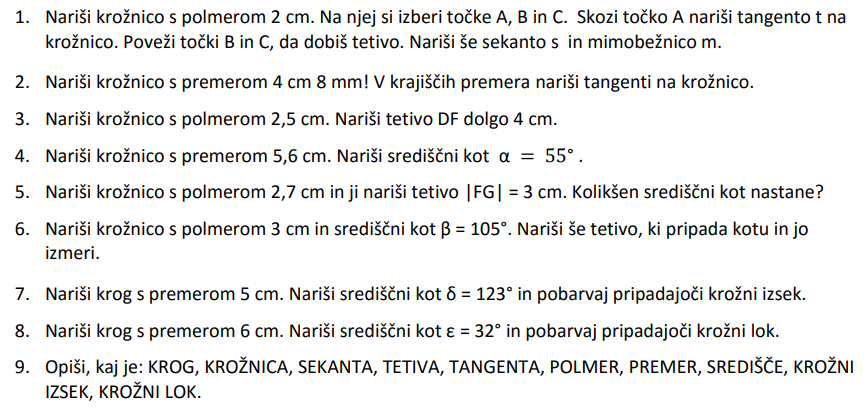 1. Nariši krožnico s polmerom 2 cm. Na njej si izberi točke A, B in C. Skozi točko A nariši tangento t na
krožnico. Poveži točki B in C, da dobiš tetivo. Nariši še sekanto s in mimobežnico m.
2. Nariši krožnico s premerom 4 cm 8 mm! V krajiščih premera nariši tangenti na krožnico.
3. Nariši krožnico s polmerom 2,5 cm. Nariši tetivo DF dolgo 4 cm.
4. Nariši krožnico s premerom 5,6 cm. Nariši središčni kot α = 55° .
5. Nariši krožnico s polmerom 2,7 cm in ji nariši tetivo |FG| = 3 cm. Kolikšen središčni kot nastane?
6. Nariši krožnico s polmerom 3 cm in središčni kot β = 105°. Nariši še tetivo, ki pripada kotu in jo
izmeri.
7. Nariši krog s premerom 5 cm. Nariši središčni kot δ = 123° in pobarvaj pripadajoči krožni izsek.
8. Nariši krog s premerom 6 cm. Nariši središčni kot ε = 32° in pobarvaj pripadajoči krožni lok.
9. Opiši, kaj je: KROG, KROŽNICA, SEKANTA, TETIVA, TANGENTA, POLMER, PREMER, SREDIŠČE, KROŽNI
IZSEK, KROŽNI LOK.